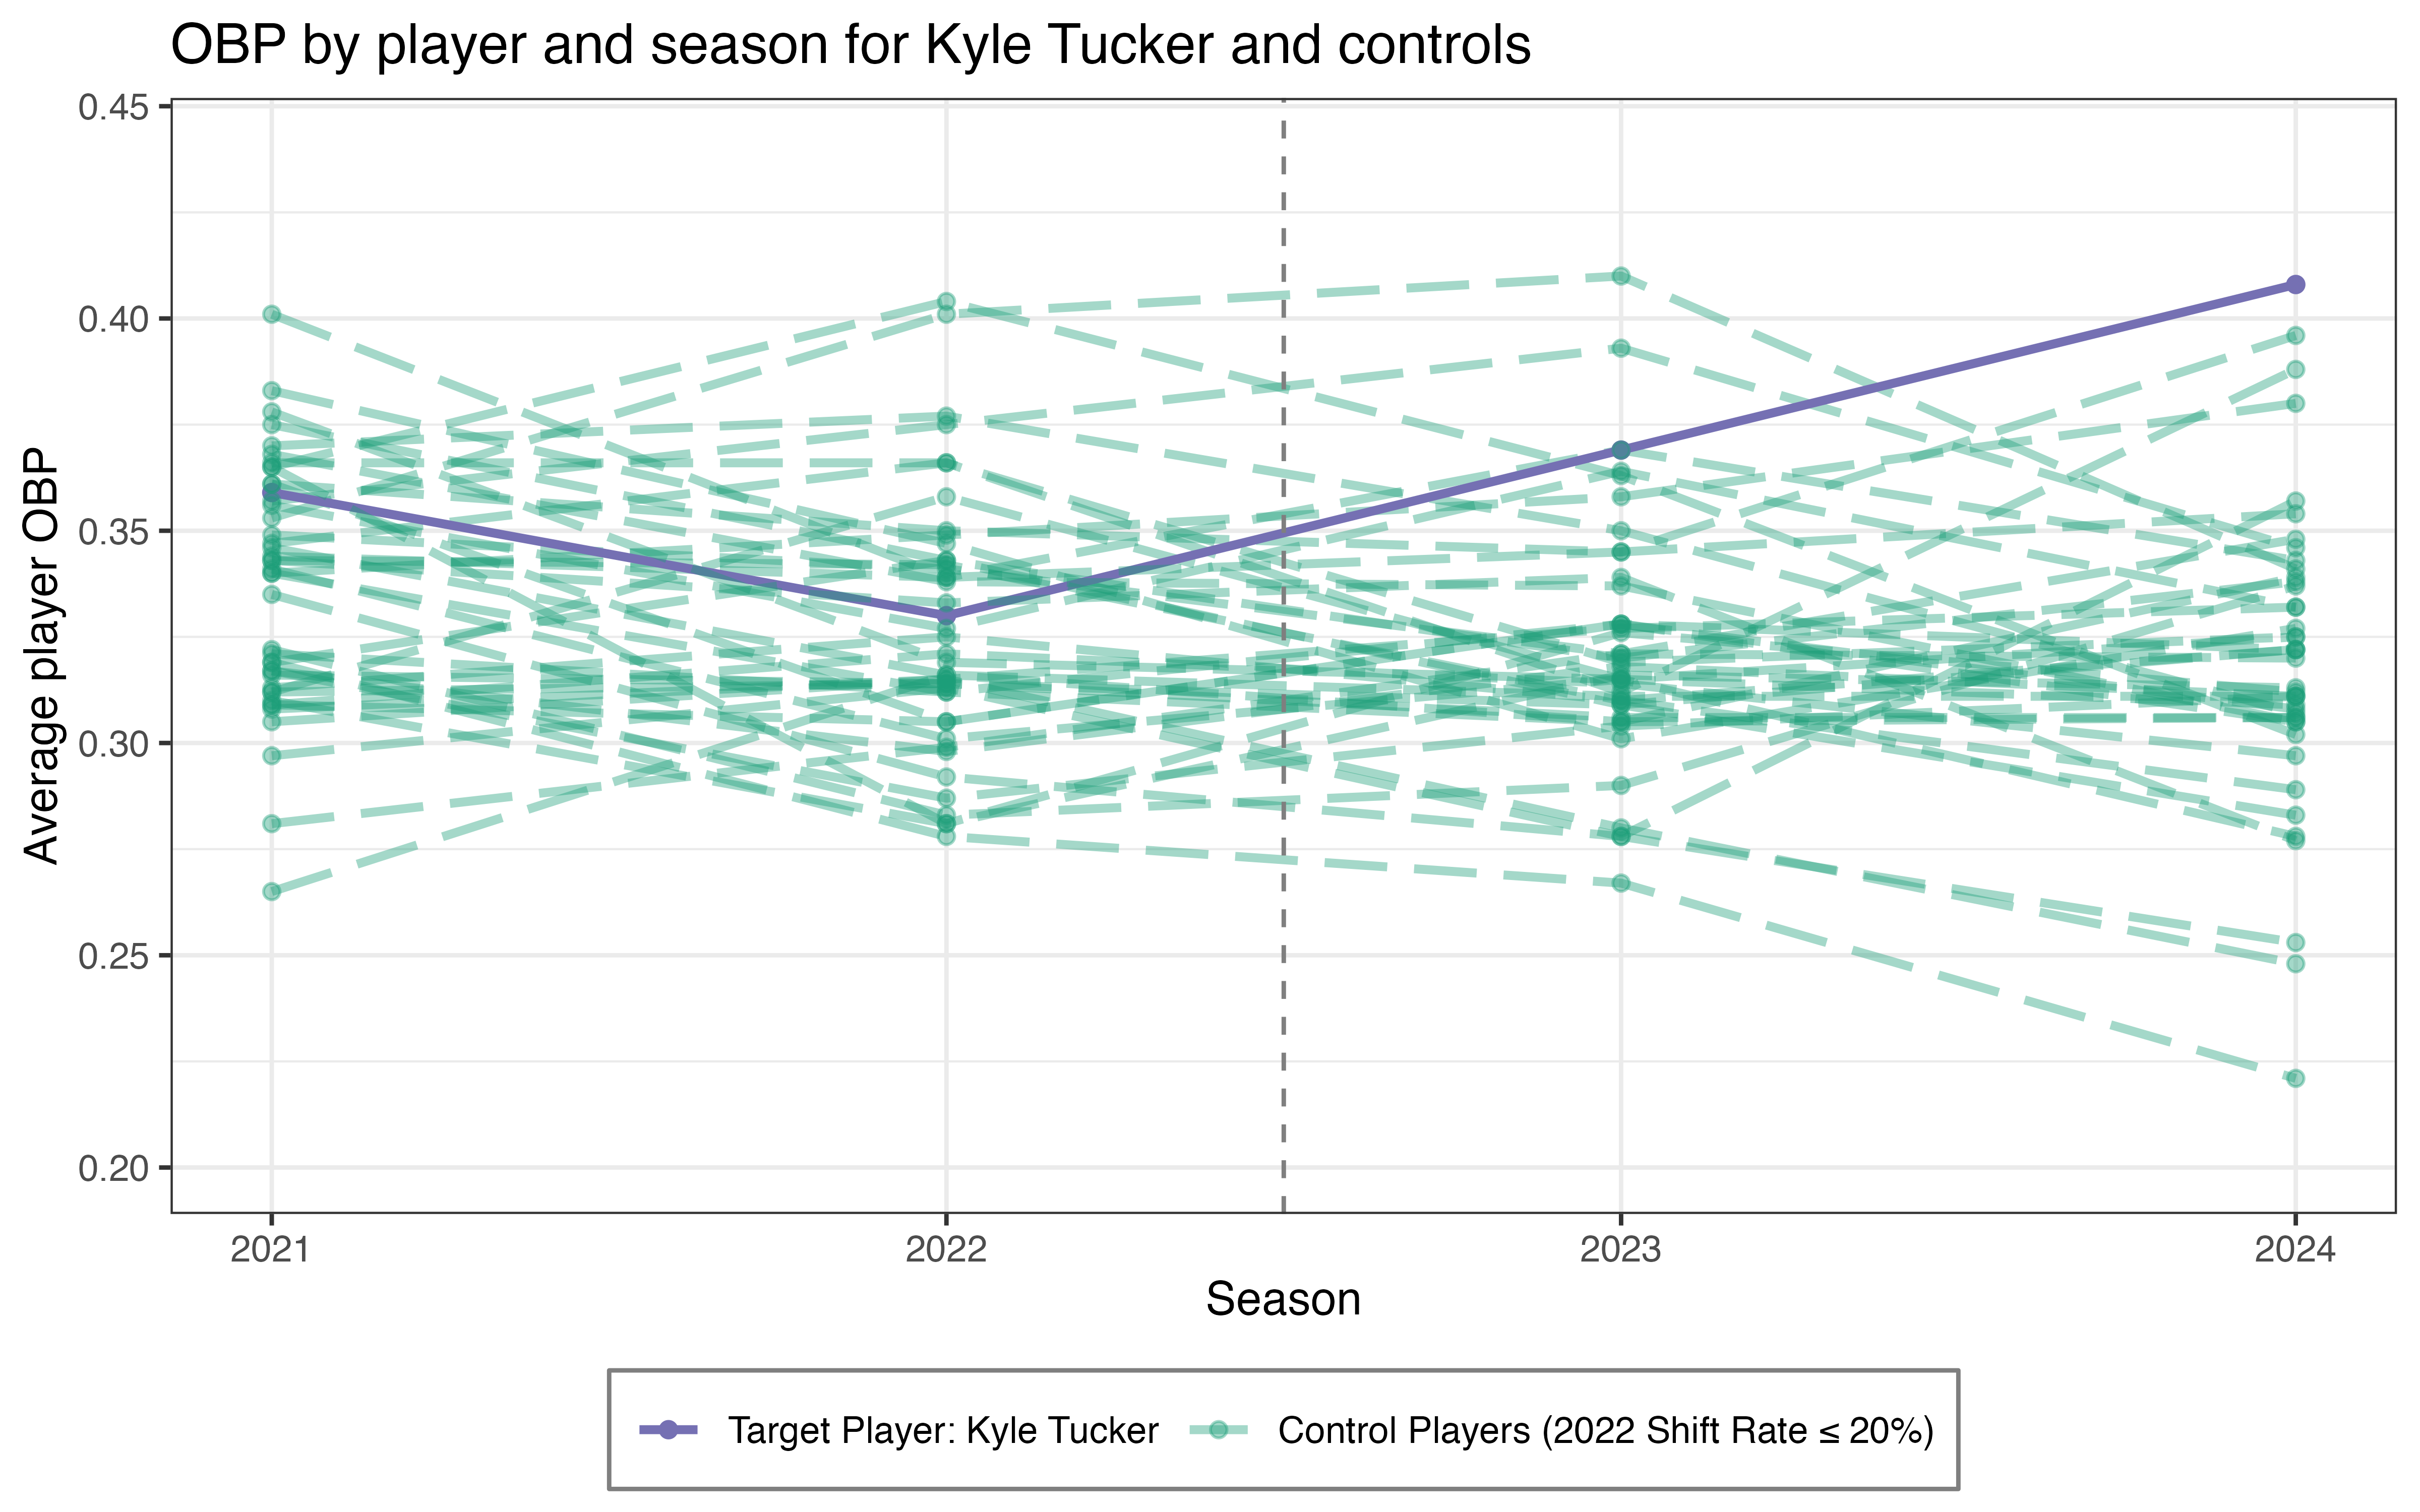 OBP by player and season for Kyle Tucker and controls
Average player OBP
0.45
0.40
0.35
0.30
0.25
0.20
2021 2022 2023 2024
Season
Target Player: Kyle Tucker Control Players (2022 Shift Rate ≤ 20%)